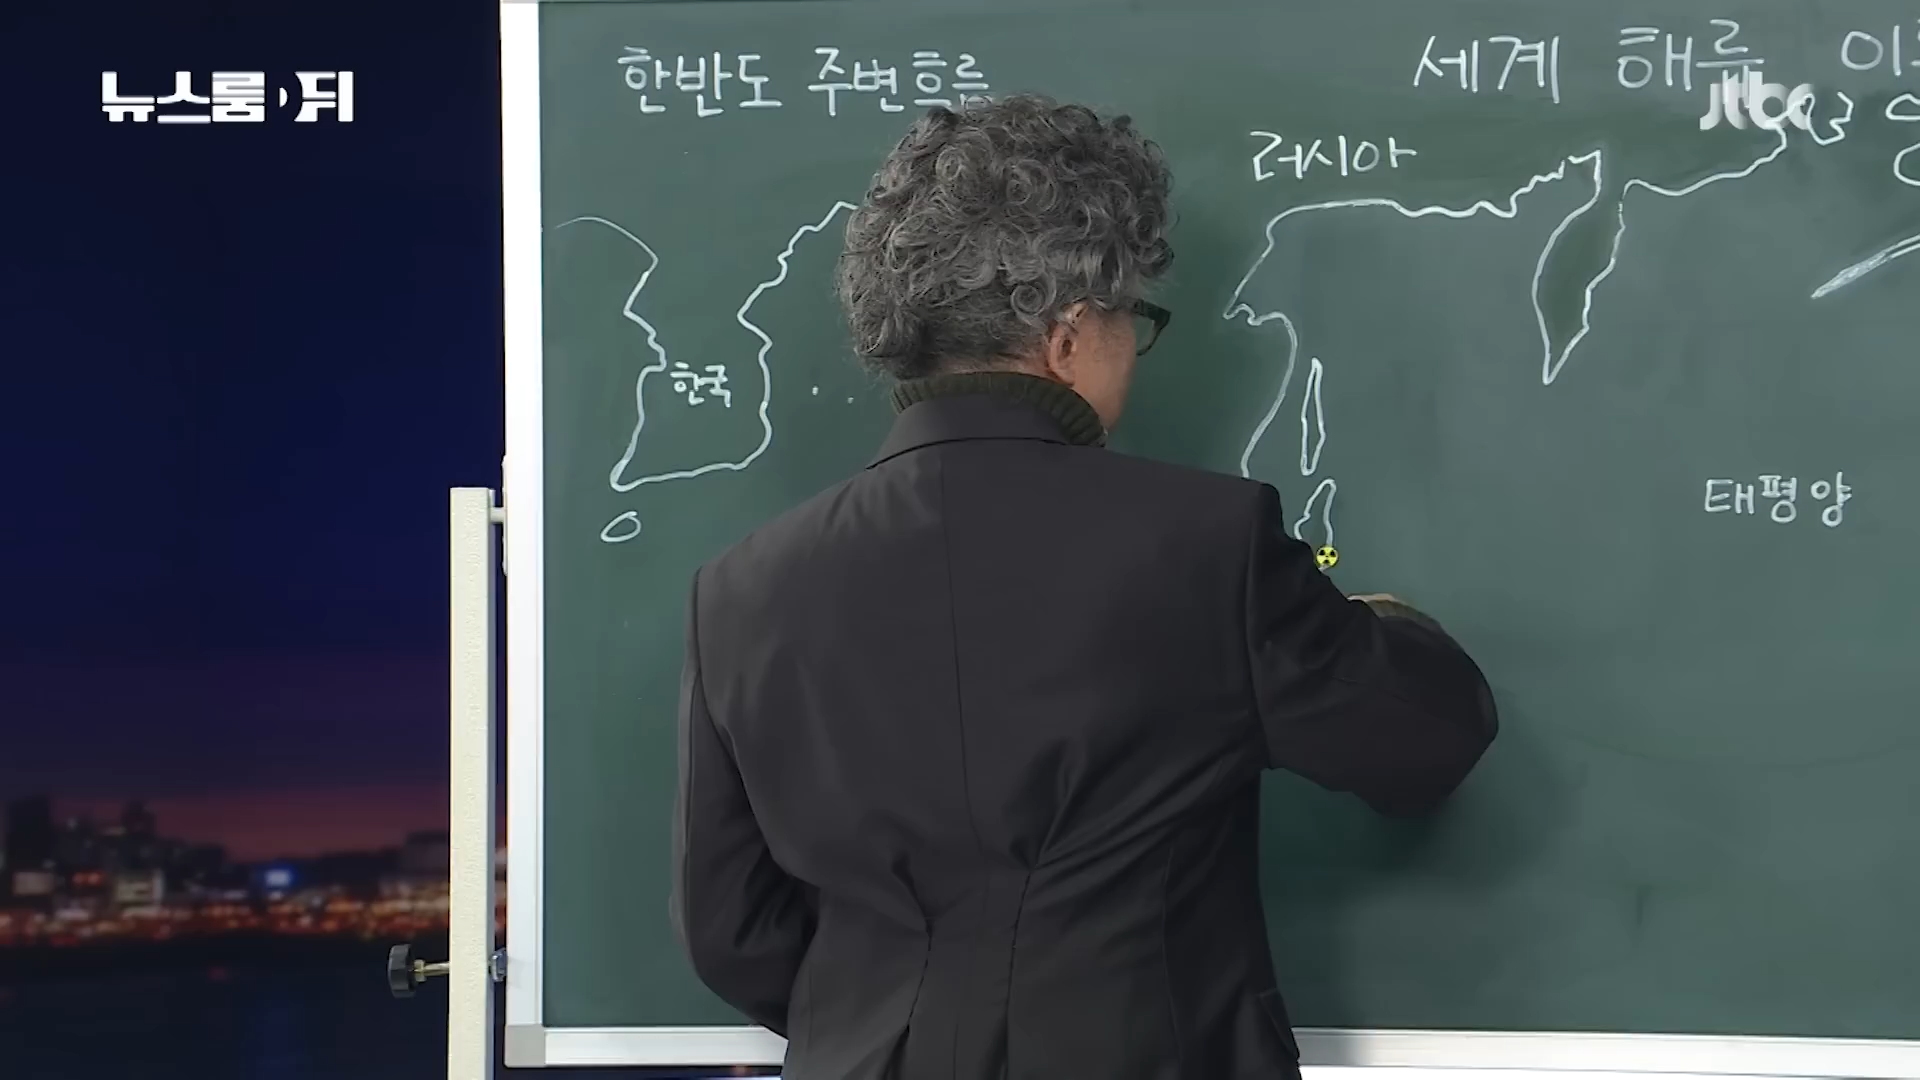 뉴스룸 뒤
한반도 주변흐름
세계 해류
jtbc
러시아
한국
태평양